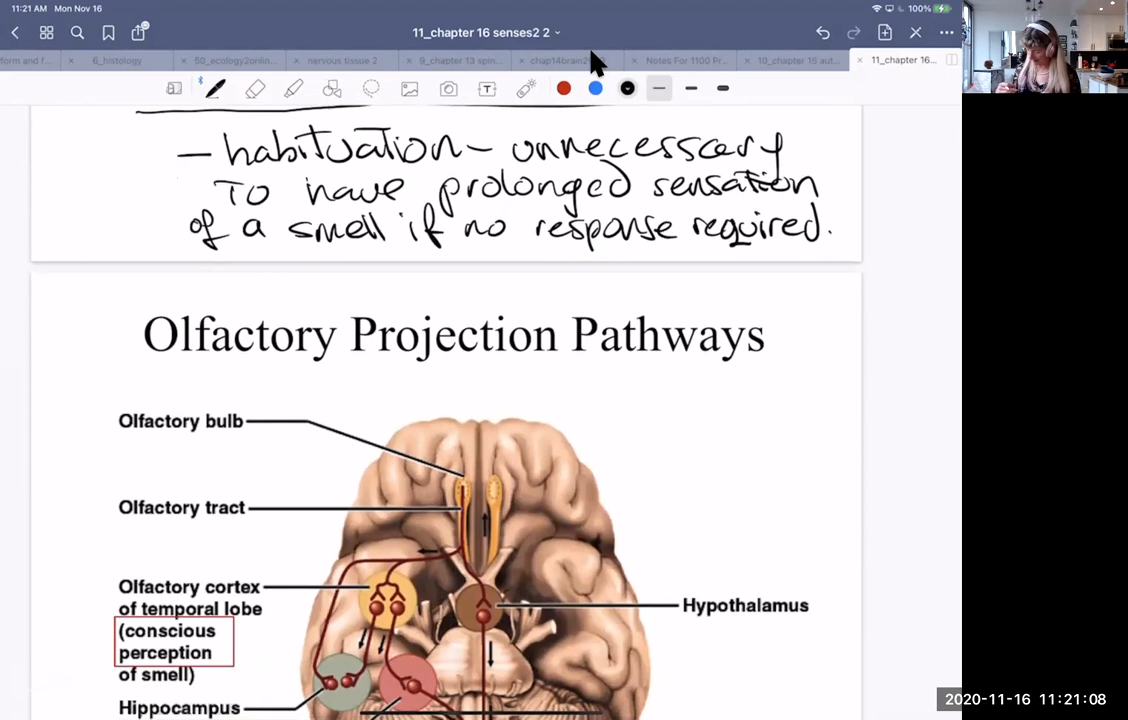 11:21 AM Mon Nov 16
100%
11_chapter 16 senses2 2
form and f...
6_histology
50_ecology2onlin...
nervous tissue 2
9_chapter 13 spin...
chap14brain2
Notes For 1100 Pr...
10_chapter 15 aut...
11_chapter 16...
T
– habituation – unnecessary
To have prolonged sensation
of a smell if no response required.
Olfactory Projection Pathways
Olfactory bulb
Olfactory tract
Olfactory cortex
of temporal lobe
(conscious
perception
of smell)
Hypothalamus
Hippocampus
2020-11-16 11:21:08